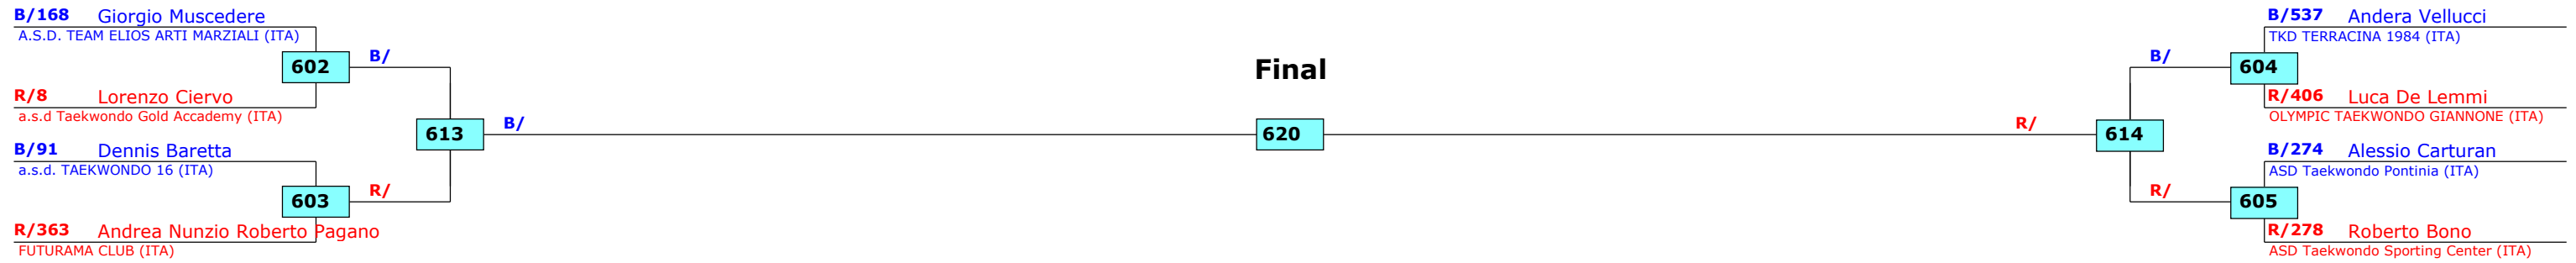 B/168 Giorgio Muscedere
A.S.D. TEAM ELIOS ARTI MARZIALI (ITA)
602
B/
R/8 Lorenzo Ciervo
a.s.d Taekwondo Gold Accademy (ITA)
613
B/
B/91 Dennis Baretta
a.s.d. TAEKWONDO 16 (ITA)
603
R/
R/363 Andrea Nunzio Roberto Pagano
FUTURAMA CLUB (ITA)
Final
620
B/537 Andera Vellucci
TKD TERRACINA 1984 (ITA)
B/
604
R/406 Luca De Lemmi
OLYMPIC TAEKWONDO GIANNONE (ITA)
R/
614
B/274 Alessio Carturan
ASD Taekwondo Pontinia (ITA)
R/
605
R/278 Roberto Bono
ASD Taekwondo Sporting Center (ITA)